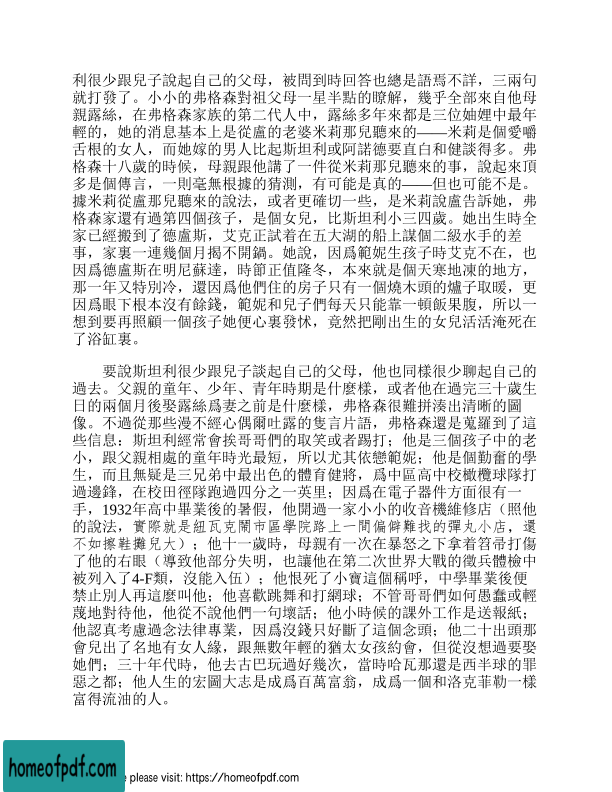 利很少跟兒子說起自己的父母，被問到時回答也總是語焉不詳，三兩句
就打發了。小小的弗格森對祖父母一星半點的瞭解，幾乎全部來自他母
親露絲，在弗格森家族的第二代人中，露絲多年來都是三位妯娌中最年
輕的，她的消息基本上是從盧的老婆米莉那兒聽來的——米莉是個愛嚼
舌根的女人，而她嫁的男人比起斯坦利或阿諾德要直白和健談得多。弗
格森十八歲的時候，母親跟他講了一件從米莉那兒聽來的事，說起來頂
多是個傳言，一則毫無根據的猜測，有可能是真的——但也可能不是。
據米莉從盧那兒聽來的說法，或者更確切一些，是米莉說盧告訴她，弗
格森家還有過第四個孩子，是個女兒，比斯坦利小三四歲。她出生時全
家已經搬到了德盧斯，艾克正試着在五大湖的船上謀個二級水手的差
事，家裏一連幾個月揭不開鍋。她說，因爲範妮生孩子時艾克不在，也
因爲德盧斯在明尼蘇達，時節正值隆冬，本來就是個天寒地凍的地方，
那一年又特別冷，還因爲他們住的房子只有一個燒木頭的爐子取暖，更
因爲眼下根本沒有餘錢，範妮和兒子們每天只能靠一頓飯果腹，所以一
想到要再照顧一個孩子她便心裏發怵，竟然把剛出生的女兒活活淹死在
了浴缸裏。
要說斯坦利很少跟兒子談起自己的父母，他也同樣很少聊起自己的
過去。父親的童年、少年、青年時期是什麼樣，或者他在過完三十歲生
日的兩個月後娶露絲爲妻之前是什麼樣，弗格森很難拼湊出清晰的圖
像。不過從那些漫不經心偶爾吐露的隻言片語，弗格森還是蒐羅到了這
些信息：斯坦利經常會挨哥哥們的取笑或者踢打；他是三個孩子中的老
小，跟父親相處的童年時光最短，所以尤其依戀範妮；他是個勤奮的學
生，而且無疑是三兄弟中最出色的體育健將，爲中區高中校橄欖球隊打
過邊鋒，在校田徑隊跑過四分之一英里；因爲在電子器件方面很有一
手，1932年高中畢業後的暑假，他開過一家小小的收音機維修店（照他
的說法，實際就是紐瓦克鬧市區學院路上一間偏僻難找的彈丸小店，還
不如擦鞋攤兒大）；他十一歲時，母親有一次在暴怒之下拿着笤帚打傷
了他的右眼（導致他部分失明，也讓他在第二次世界大戰的徵兵體檢中
被列入了4-F類，沒能入伍）；他恨死了小寶這個稱呼，中學畢業後便
禁止別人再這麼叫他；他喜歡跳舞和打網球；不管哥哥們如何愚蠢或輕
蔑地對待他，他從不說他們一句壞話；他小時候的課外工作是送報紙；
他認真考慮過念法律專業，因爲沒錢只好斷了這個念頭；他二十出頭那
會兒出了名地有女人緣，跟無數年輕的猶太女孩約會，但從沒想過要娶
她們；三十年代時，他去古巴玩過好幾次，當時哈瓦那還是西半球的罪
惡之都；他人生的宏圖大志是成爲百萬富翁，成爲一個和洛克菲勒一樣
富得流油的人。
homeofpdf.com
please visit: https://homeofpdf.com